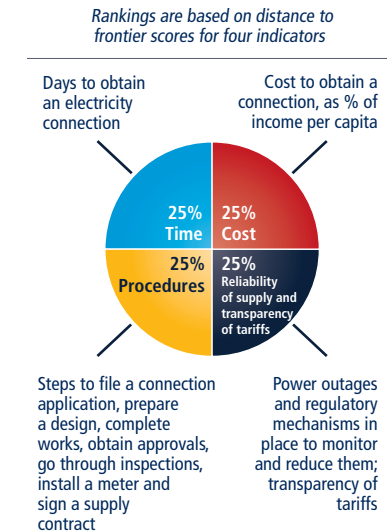 Rankings are based on distance to
frontier scores for four indicators
Days to obtain
an electricity
connection
Cost to obtain a
connection, as % of
income per capita
25%
Time
25%
Cost
25%
Procedures
25%
Reliability
of supply and
transparency
of tariffs
Steps to file a connection
application, prepare
a design, complete
works, obtain approvals,
go through inspections,
install a meter and
sign a supply
contract
Power outages
and regulatory
mechanisms in
place to monitor
and reduce them;
transparency of
tariffs